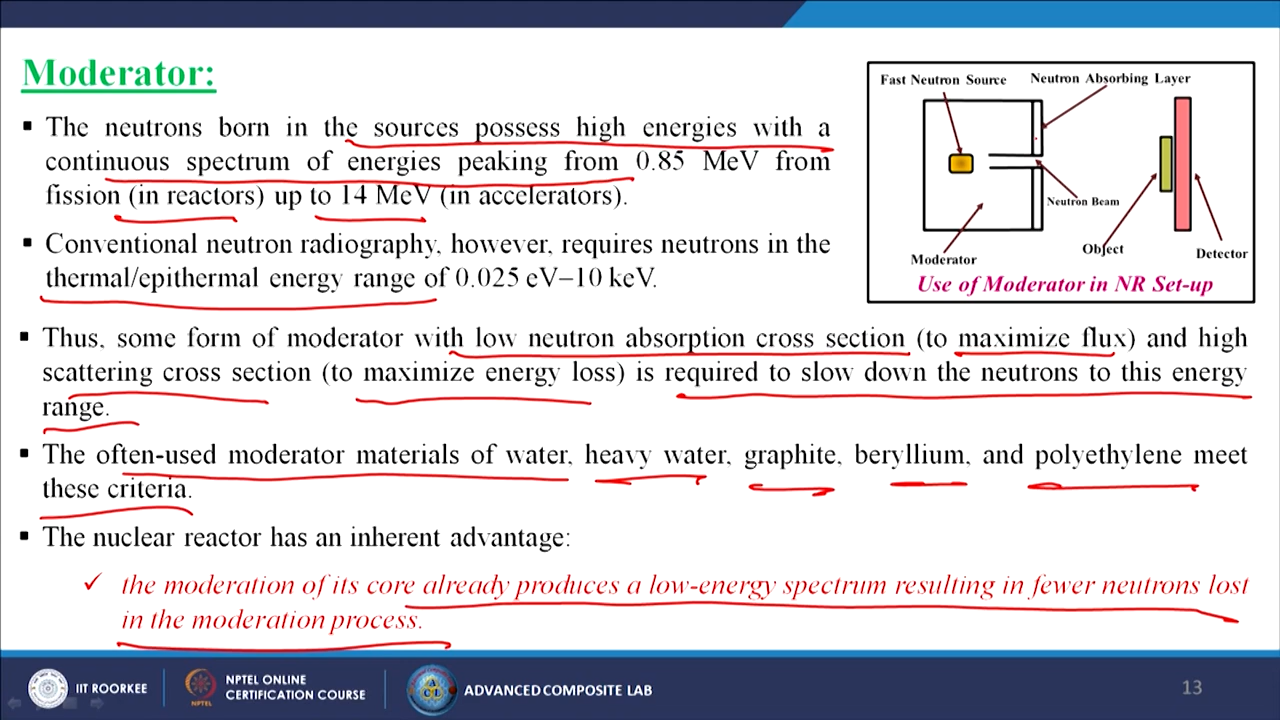 Moderator:
▪ The neutrons born in the sources possess high energies with a
continuous spectrum of energies peaking from 0.85 MeV from
fission (in reactors) up to 14 MeV (in accelerators).
▪ Conventional neutron radiography, however, requires neutrons in the
thermal/epithermal energy range of 0.025 eV–10 keV.
Fast Neutron Source
Neutron Absorbing Layer
Neutron Beam
Moderator
Object
Detector
Use of Moderator in NR Set-up
▪ Thus, some form of moderator with low neutron absorption cross section (to maximize flux) and high
scattering cross section (to maximize energy loss) is required to slow down the neutrons to this energy
range.
▪ The often-used moderator materials of water, heavy water, graphite, beryllium, and polyethylene meet
these criteria.
▪ The nuclear reactor has an inherent advantage:
✓ the moderation of its core already produces a low-energy spectrum resulting in fewer neutrons lost
in the moderation process.
IIT ROORKEE
NPTEL ONLINE
CERTIFICATION COURSE
ADVANCED COMPOSITE LAB
13